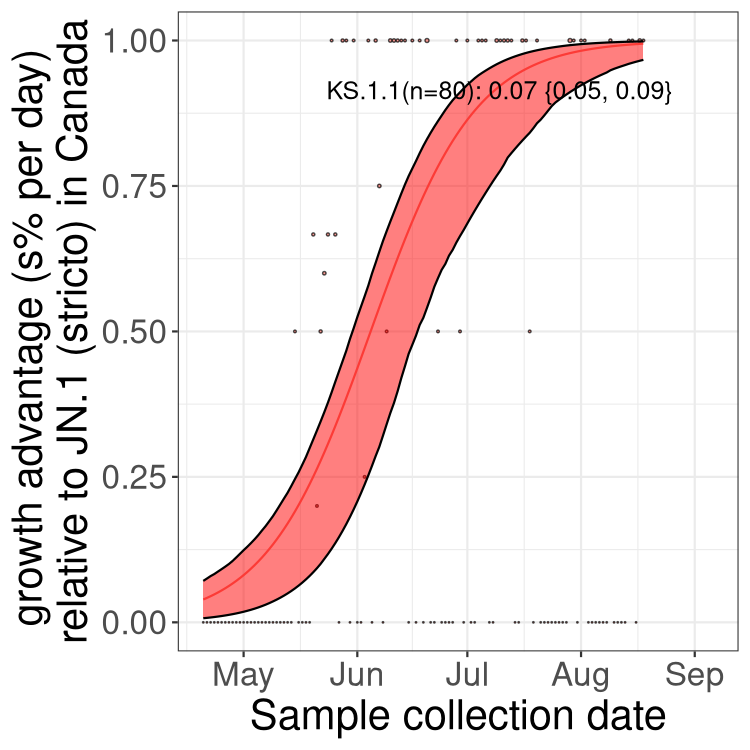 growth advantage (s% per day)
relative to JN.1 (stricto) in Canada
1.00
0.75
0.50
0.25
0.00
KS.1.1(n=80): 0.07 {0.05, 0.09}
May Jun Jul Aug Sep
Sample collection date